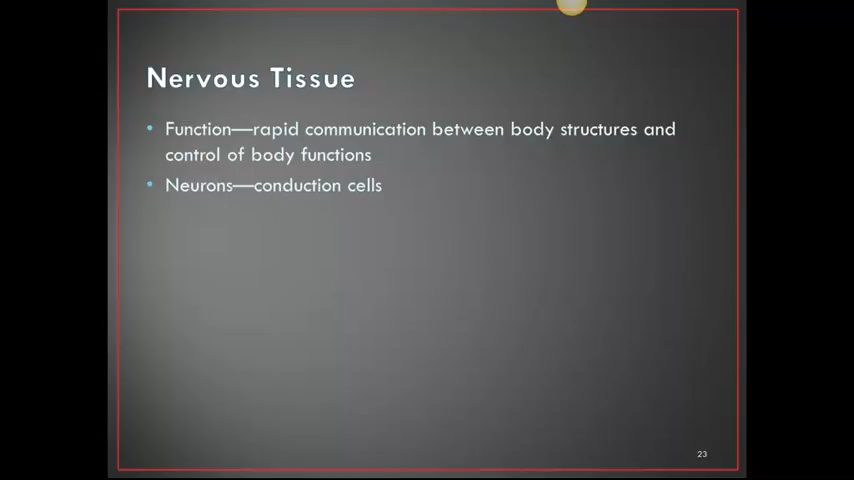 Nervous Tissue
• Function—rapid communication between body structures and
control of body functions
• Neurons—conduction cells
23